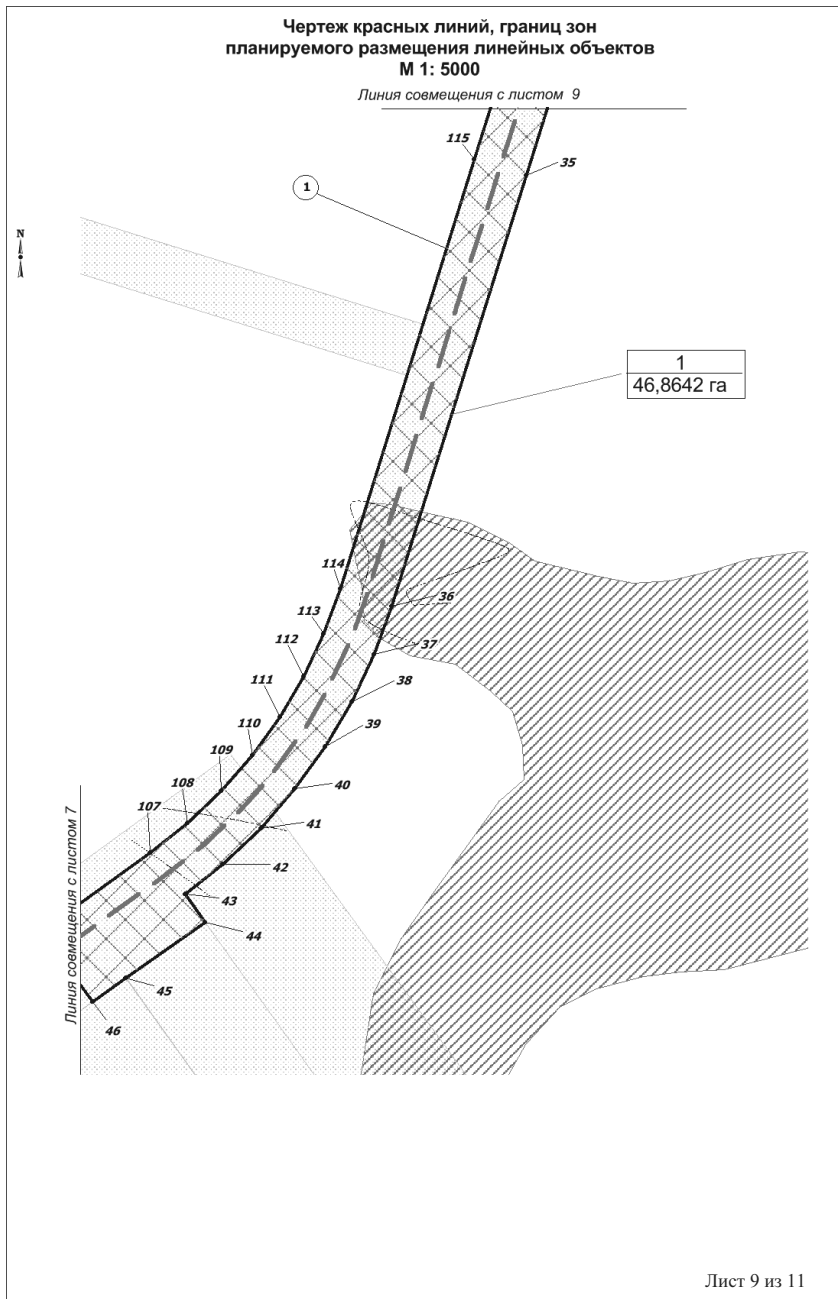 Чертеж красных линий, границ зон
планируемого размещения линейных объектов
М 1: 5000
Линия совмещения с листом 9
115
35
1
N
1
46,8642 га
114
36
113
37
112
38
111
39
110
109
40
108
41
107
42
43
44
45
46
Линия совмещения с листом 7
Лист 9 из 11